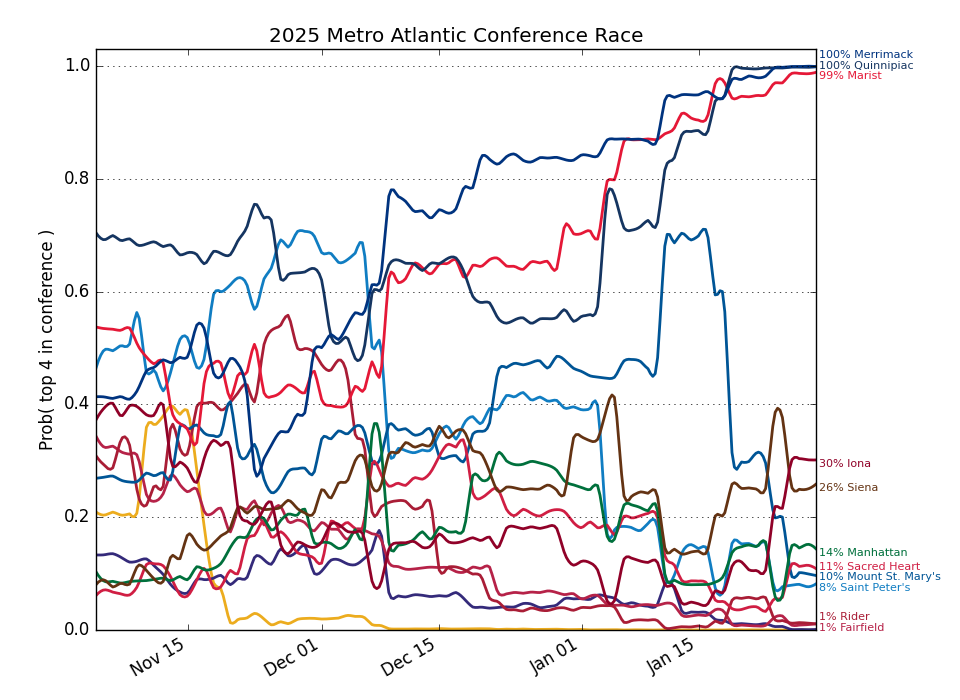 2025 Metro Atlantic Conference Race
Prob( top 4 in conference )
1.0
0.8
0.6
0.4
0.2
0.0
Nov 15
Dec 01
Dec 15
Jan 01
Jan 15
100% Merrimack
100% Quinnipiac
99% Marist
30% Iona
26% Siena
14% Manhattan
11% Sacred Heart
10% Mount St. Mary's
8% Saint Peter's
1% Rider
1% Fairfield